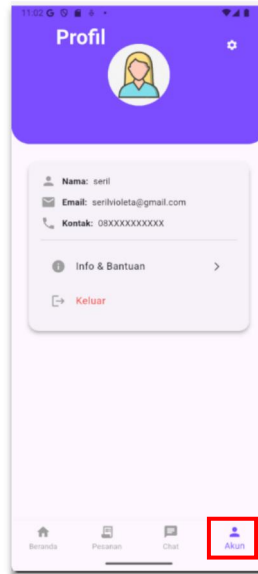 11:02 G
Profil
Nama: seril
Email: serilvioleta@gmail.com
Kontak: 08XXXXXXXXXX
Info & Bantuan
Keluar
Beranda Pesanan Chat Akun